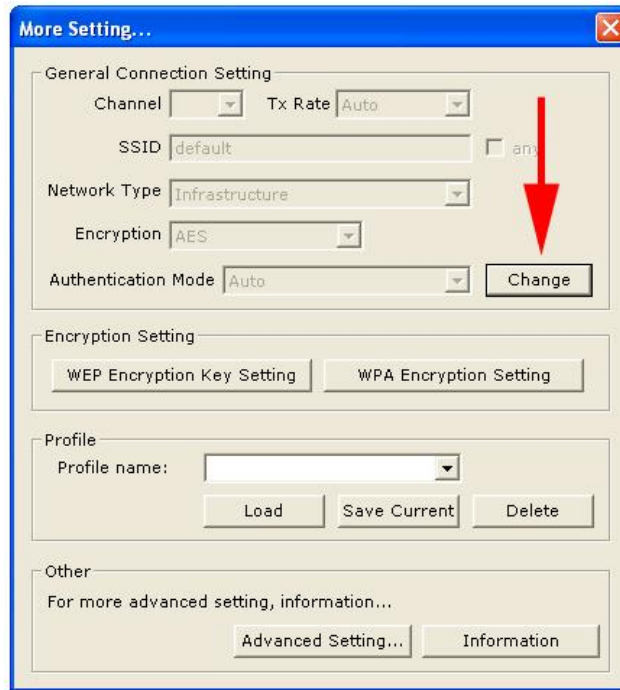 More Setting...
General Connection Setting
Channel Tx Rate Auto
SSID default any
Network Type Infrastructure
Encryption AES
Authentication Mode Auto Change
Encryption Setting
WEP Encryption Key Setting WPA Encryption Setting
Profile
Profile name:
Load Save Current Delete
Other
For more advanced setting, information...
Advanced Setting... Information